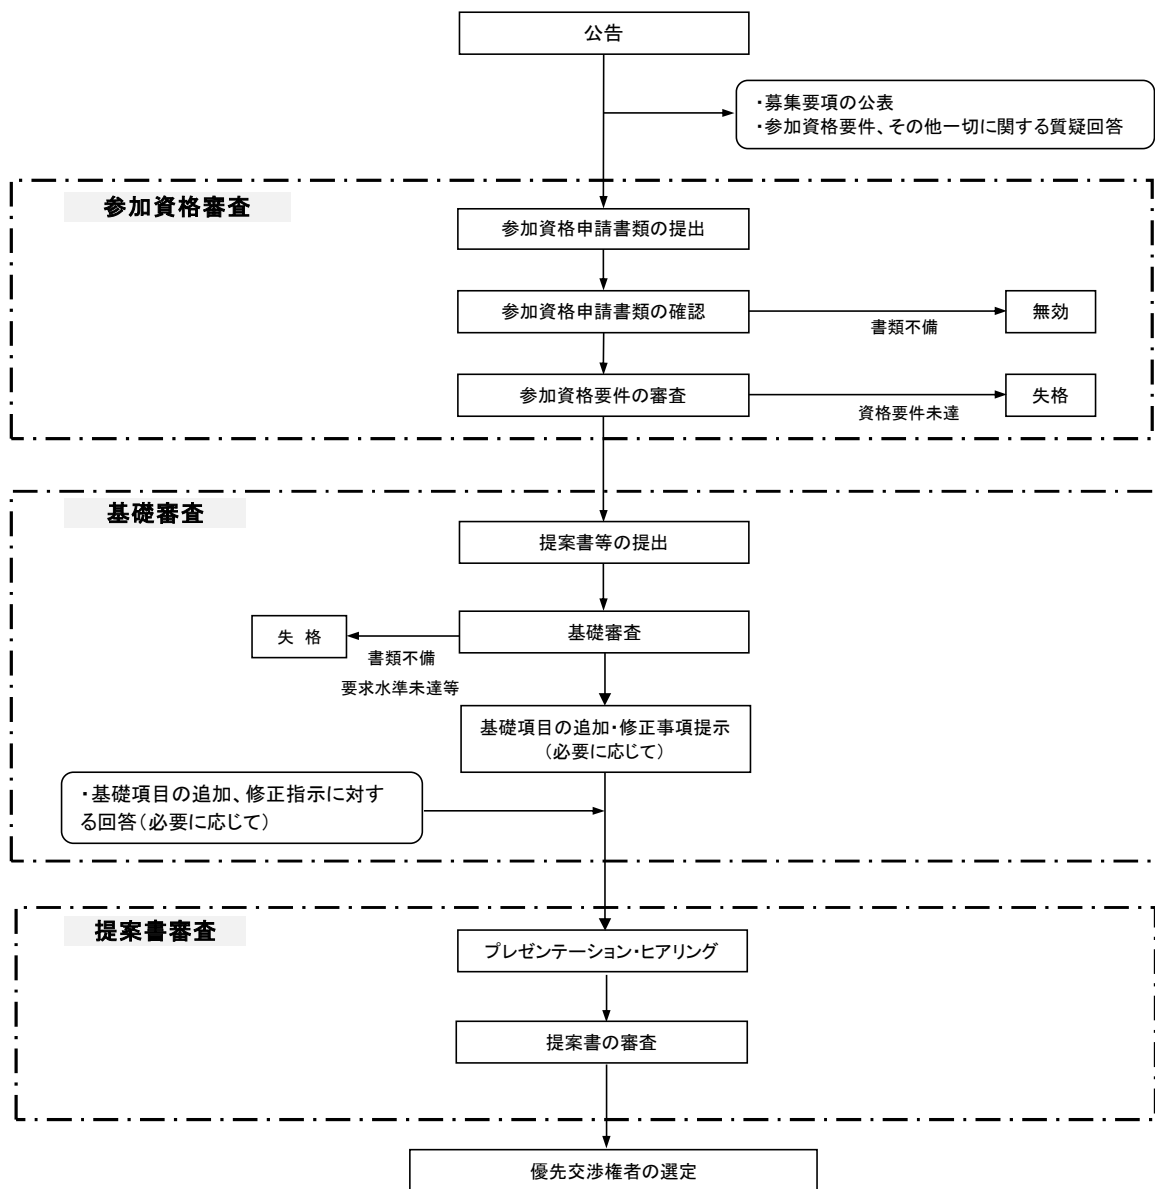 公告
・募集要項の公表
・参加資格要件、その他一切に関する質疑回答
参加資格審査
参加資格申請書類の提出
参加資格申請書類の確認
書類不備
無効
参加資格要件の審査
資格要件未達
失格
基礎審査
提案書等の提出
基礎審査
失 格
書類不備
要求水準未達等
基礎項目の追加・修正事項提示
(必要に応じて)
・基礎項目の追加、修正指示に対す
る回答(必要に応じて)
提案書審査
プレゼンテーション・ヒアリング
提案書の審査
優先交渉権者の選定